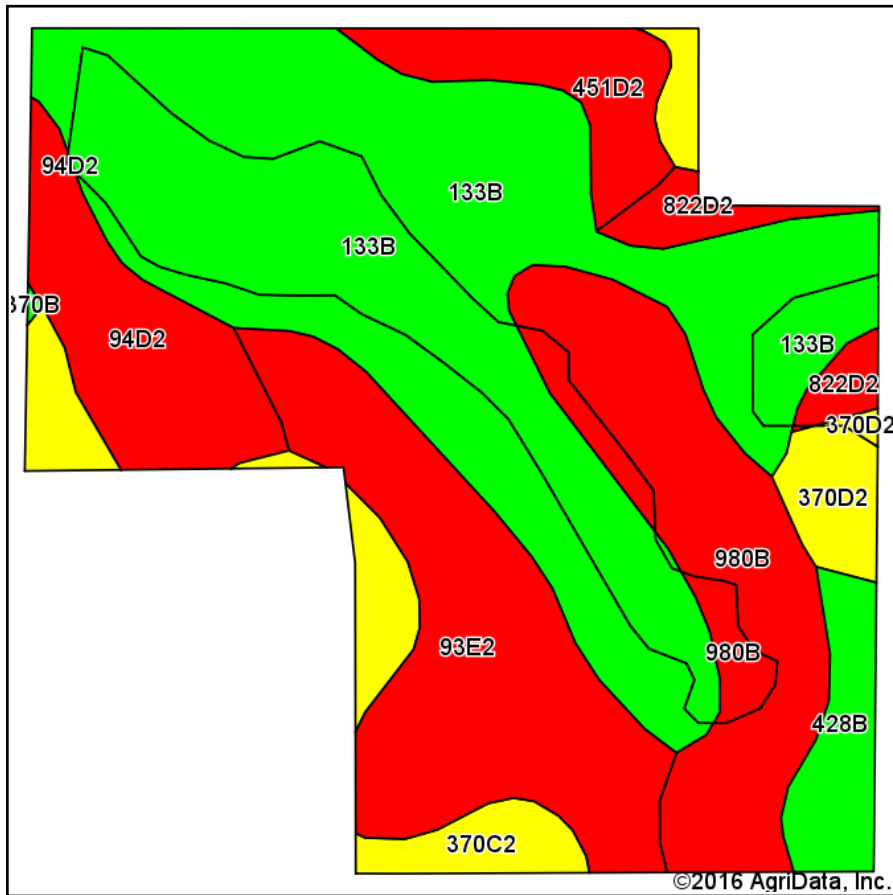 451D2
94D2
133B
822D2
133B
370B
94D2
133B
822D2
370D2
370D2
980B
93E2
980B
428B
370C2
©2016 AgriData, Inc.